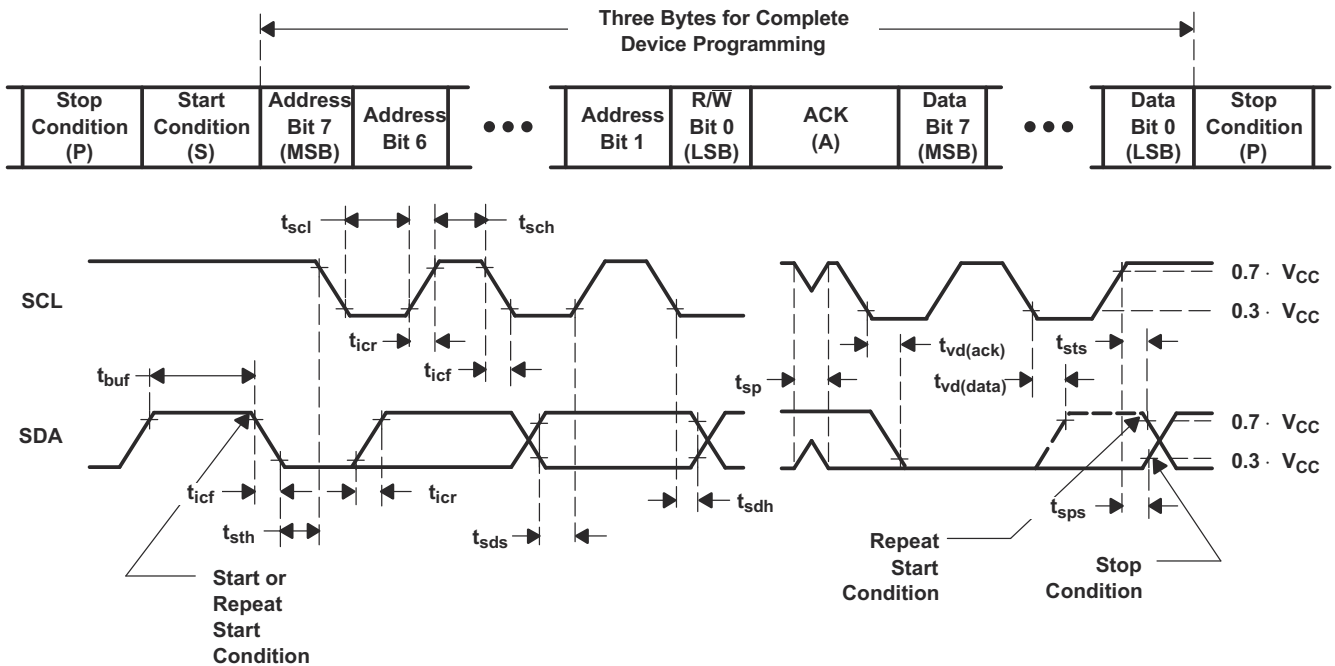 Three Bytes for Complete
Device Programming
Stop
Condition
(P)
Start
Condition
(S)
Address
Bit 7
(MSB)
Address
Bit 6
•••
Address
Bit 1
R/W̅
Bit 0
(LSB)
ACK
(A)
Data
Bit 7
(MSB)
•••
Data
Bit 0
(LSB)
Stop
Condition
(P)
tscl
tsch
SCL
0.7 · VCC
0.3 · VCC
ticr
ticf
tbuf
tsp
tvd(ack)
tvd(data)
tsts
SDA
0.7 · VCC
0.3 · VCC
ticf
ticr
tsth
tsds
tsdh
tsps
Start or
Repeat
Start
Condition
Repeat
Start
Condition
Stop
Condition